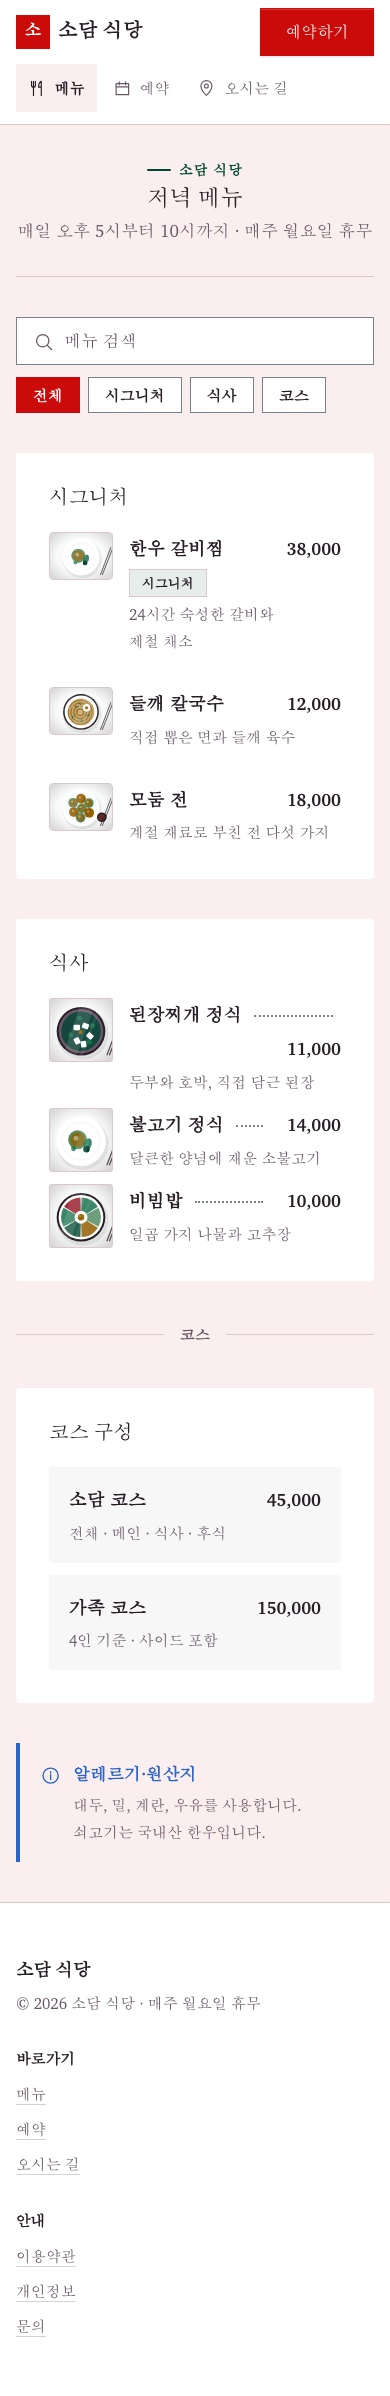 소 소담 식당
예약하기
메뉴 예약 오시는 길
소담 식당
저녁 메뉴
매일 오후 5시부터 10시까지 · 매주 월요일 휴무
메뉴 검색
전체 시그니처 식사 코스
시그니처
한우 갈비찜 38,000
시그니처
24시간 숙성한 갈비와
제철 채소
들깨 칼국수 12,000
직접 뽑은 면과 들깨 육수
모둠 전 18,000
계절 재료로 부친 전 다섯 가지
식사
된장찌개 정식
11,000
두부와 호박, 직접 담근 된장
불고기 정식 14,000
달큰한 양념에 재운 소불고기
비빔밥 10,000
일곱 가지 나물과 고추장
코스
코스 구성
소담 코스 45,000
전채 · 메인 · 식사 · 후식
가족 코스 150,000
4인 기준 · 사이드 포함
알레르기·원산지
대두, 밀, 계란, 우유를 사용합니다.
쇠고기는 국내산 한우입니다.
소담 식당
© 2026 소담 식당 · 매주 월요일 휴무
바로가기
메뉴
예약
오시는 길
안내
이용약관
개인정보
문의